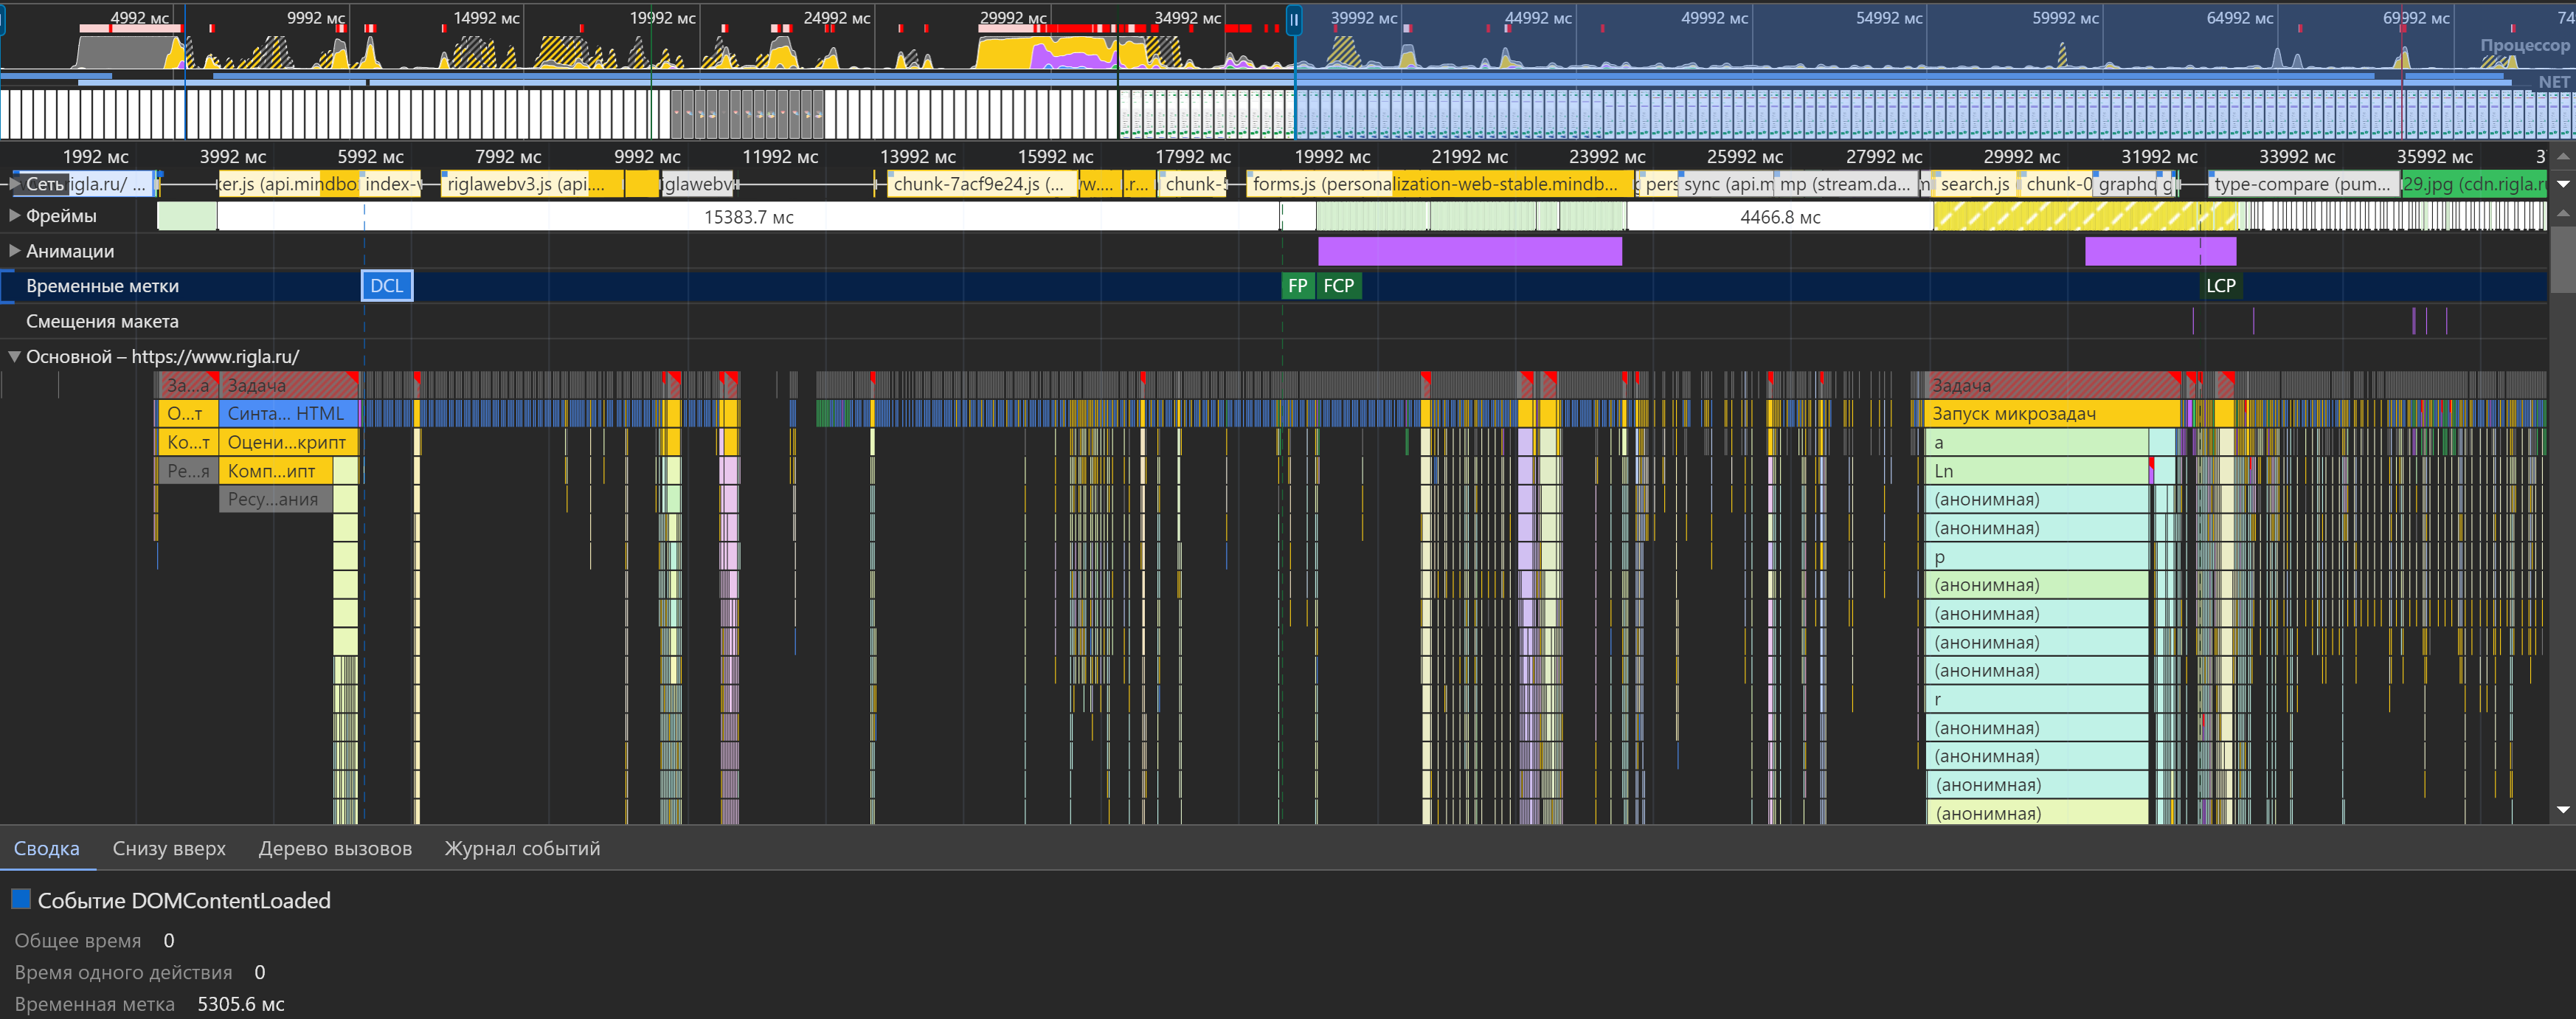 4992 мс 9992 мс 14992 мс 19992 мс 24992 мс 29992 мс 34992 мс 39992 мс 44992 мс 49992 мс 54992 мс 59992 мс 64992 мс 69992 мс 74
Процессор
NET
1992 мс 3992 мс 5992 мс 7992 мс 9992 мс 11992 мс 13992 мс 15992 мс 17992 мс 19992 мс 21992 мс 23992 мс 25992 мс 27992 мс 29992 мс 31992 мс 33992 мс 35992 мс 3
Сеть rigla.ru/ ... er.js (api.mindbo index- riglawebv3.js (api.... glawebv chunk-7acf9e24.js (... w.... .r... chunk- forms.js (personalization-web-stable.mindb... pers sync (api.m mp (stream.da... m search.js chunk-0 graphq g type-compare (pum... 29.jpg (cdn.rigla.r
Фреймы 15383.7 мс 4466.8 мс
Анимации
Временные метки DCL FP FCP LCP
Смещения макета
Основной – https://www.rigla.ru/
За...а Задача Задача
О...т Синта... HTML Запуск микрозадач
Ко...т Оцени...крипт a
Ре...я Комп...ипт Ln
Ресу...ания (анонимная)
(анонимная)
p
(анонимная)
(анонимная)
(анонимная)
(анонимная)
r
(анонимная)
(анонимная)
(анонимная)
(анонимная)
Сводка Снизу вверх Дерево вызовов Журнал событий
Событие DOMContentLoaded
Общее время 0
Время одного действия 0
Временная метка 5305.6 мс